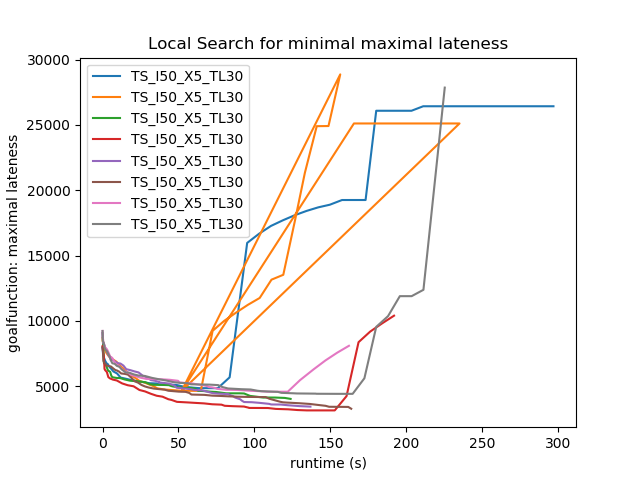 Local Search for minimal maximal lateness
30000
25000
20000
15000
10000
5000
goalfunction: maximal lateness
TS_I50_X5_TL30
TS_I50_X5_TL30
TS_I50_X5_TL30
TS_I50_X5_TL30
TS_I50_X5_TL30
TS_I50_X5_TL30
TS_I50_X5_TL30
TS_I50_X5_TL30
0 50 100 150 200 250 300
runtime (s)